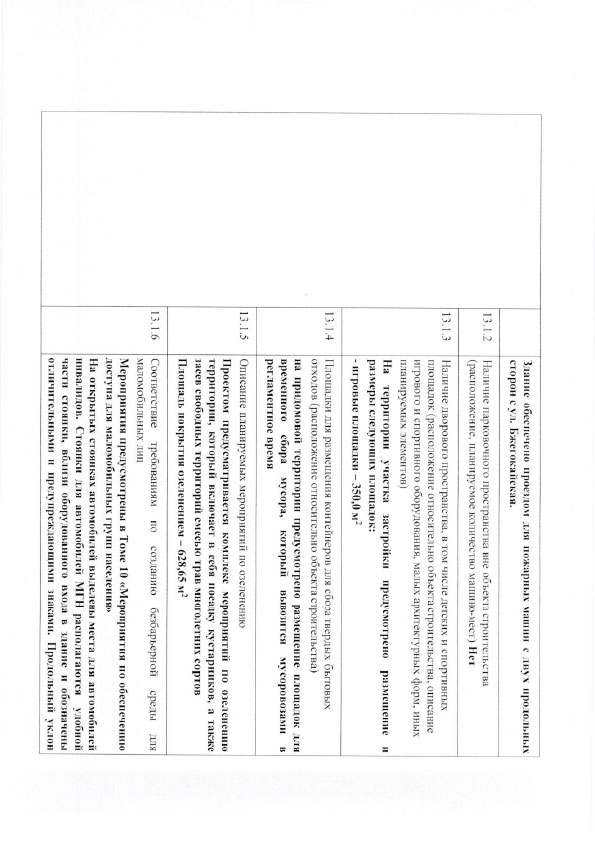 Здание обеспечено проездом для пожарных машин с двух продольных
сторон с ул. Бжегокайская.
13.1.2
Наличие парковочного пространства вне объекта строительства
(расположение, планируемое количество машино-мест) Нет
13.1.3
Наличие дворового пространства, в том числе детских и спортивных
площадок (расположение относительно объекта строительства, описание
игрового и спортивного оборудования, малых архитектурных форм, иных
планируемых элементов)
На территории участка застройки предусмотрено размещение и
размеры следующих площадок:
- игровые площадки – 350,0 м²
13.1.4
Площадки для размещения контейнеров для сбора твердых бытовых
отходов (расположение относительно объекта строительства)
на придомовой территории предусмотрено размещение площадок для
временного сбора мусора, который вывозится мусоровозами в
регламентное время
13.1.5
Описание планируемых мероприятий по озеленению
Проектом предусматривается комплекс мероприятий по озеленению
территории, который включает в себя посадку кустарников, а также
засев свободных территорий смесью трав многолетних сортов
Площадь покрытия озеленением – 628,65 м²
13.1.6
Соответствие требованиям по созданию безбарьерной среды для
маломобильных лиц
Мероприятия предусмотрены в Томе 10 «Мероприятия по обеспечению
доступа для маломобильных групп населения»
На открытых стоянках автомобилей выделены места для автомобилей
инвалидов. Стоянки для автомобилей МГН располагаются удобной
части стоянки, вблизи оборудованного входа в здание и обозначены
отличительными и предупреждающими знаками. Продольный уклон